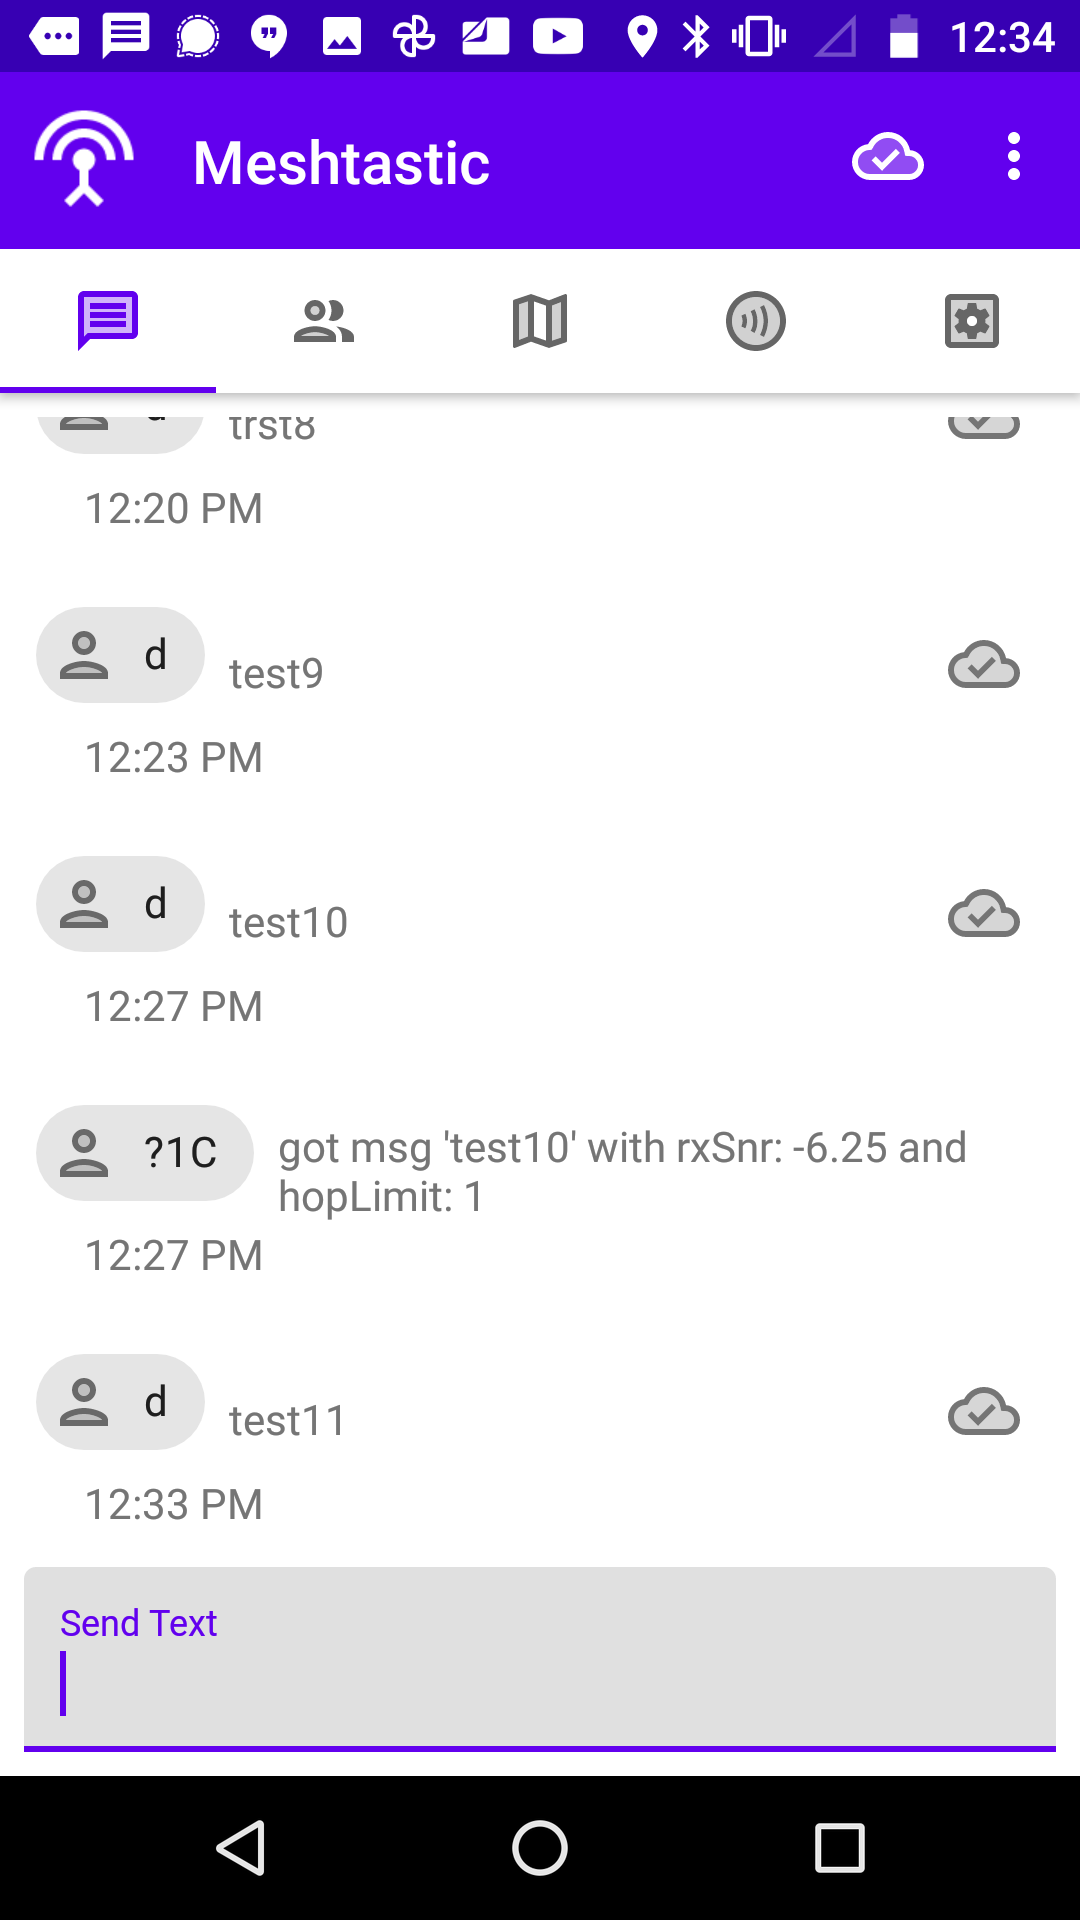 12:34
Meshtastic
d trst8
12:20 PM
d test9
12:23 PM
d test10
12:27 PM
?1C got msg 'test10' with rxSnr: -6.25 and
hopLimit: 1
12:27 PM
d test11
12:33 PM
Send Text